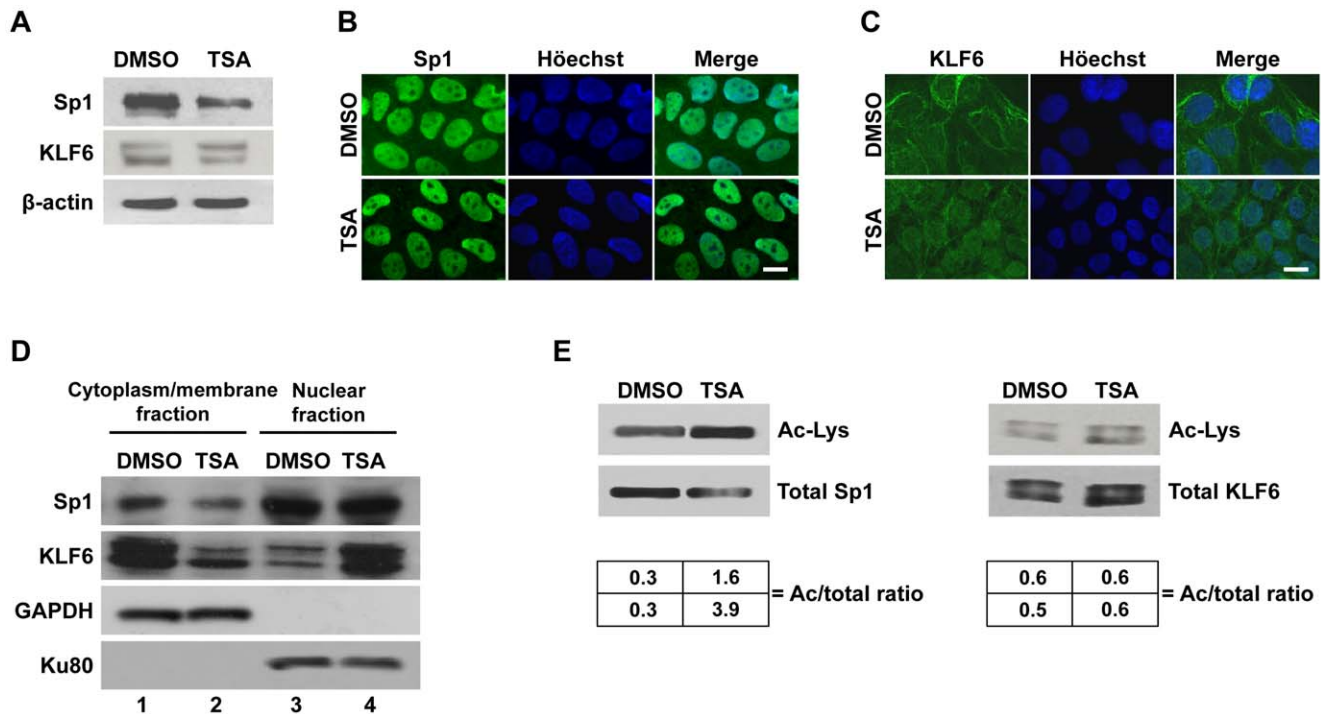 A
DMSO TSA
Sp1
KLF6
β-actin
B
Sp1 Höechst Merge
DMSO
TSA
C
KLF6 Höechst Merge
DMSO
TSA
D
Cytoplasm/membrane
fraction
Nuclear
fraction
DMSO TSA DMSO TSA
Sp1
KLF6
GAPDH
Ku80
1 2 3 4
E
DMSO TSA
Ac-Lys
Total Sp1
0.3 1.6
0.3 3.9
= Ac/total ratio
DMSO TSA
Ac-Lys
Total KLF6
0.6 0.6
0.5 0.6
= Ac/total ratio